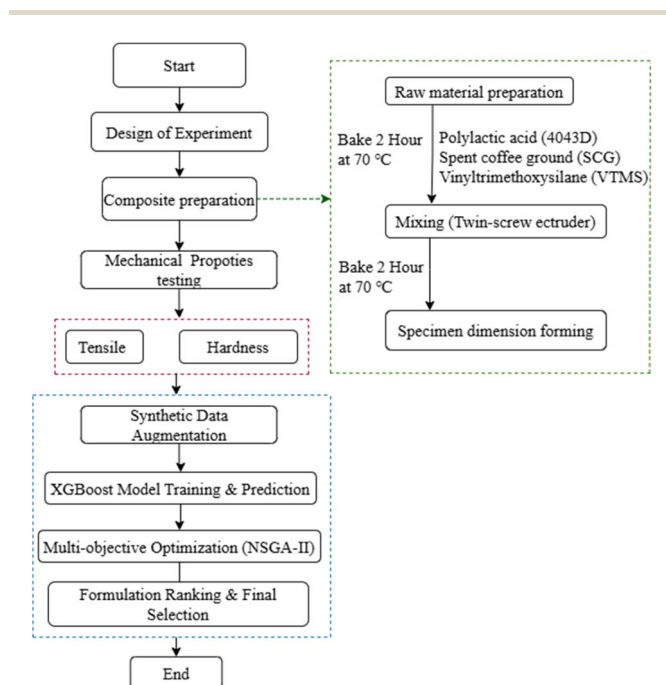 Start
Design of Experiment
Composite preparation
Mechanical Propoties
testing
Tensile
Hardness
Synthetic Data
Augmentation
XGBoost Model Training & Prediction
Multi-objective Optimization (NSGA-II)
Formulation Ranking & Final
Selection
End
Raw material preparation
Bake 2 Hour
at 70 °C
Polylactic acid (4043D)
Spent coffee ground (SCG)
Vinyltrimethoxysilane (VTMS)
Mixing (Twin-screw ectruder)
Bake 2 Hour
at 70 °C
Specimen dimension forming